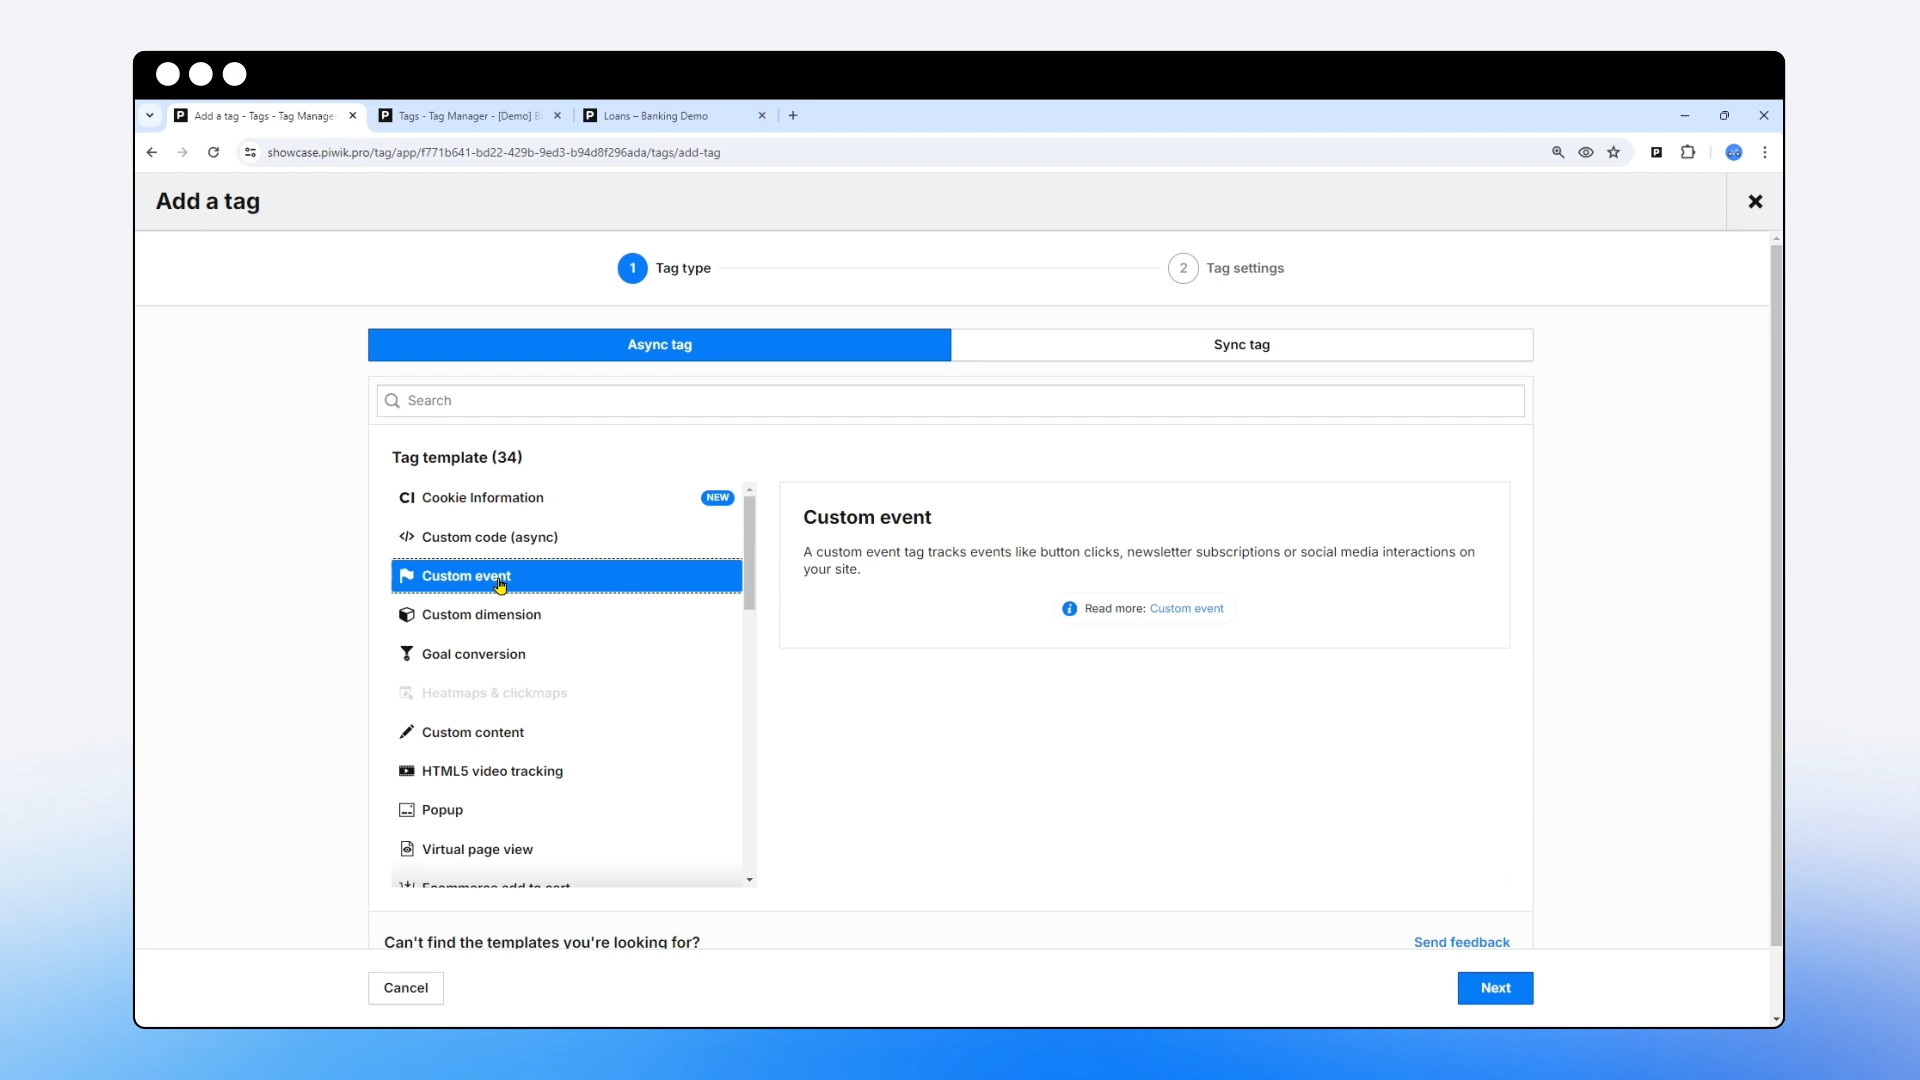 Add a tag - Tags - Tag Manager
Tags - Tag Manager - [Demo] B
Loans – Banking Demo
showcase.piwik.pro/tag/app/f771b641-bd22-429b-9ed3-b94d8f296ada/tags/add-tag
Add a tag
1 Tag type
2 Tag settings
Async tag
Sync tag
Search
Tag template (34)
CI Cookie Information NEW
Custom code (async)
Custom event
Custom dimension
Goal conversion
Heatmaps & clickmaps
Custom content
HTML5 video tracking
Popup
Virtual page view
Ecommerce add to cart
Custom event
A custom event tag tracks events like button clicks, newsletter subscriptions or social media interactions on
your site.
Read more: Custom event
Can't find the templates you're looking for?
Send feedback
Cancel
Next